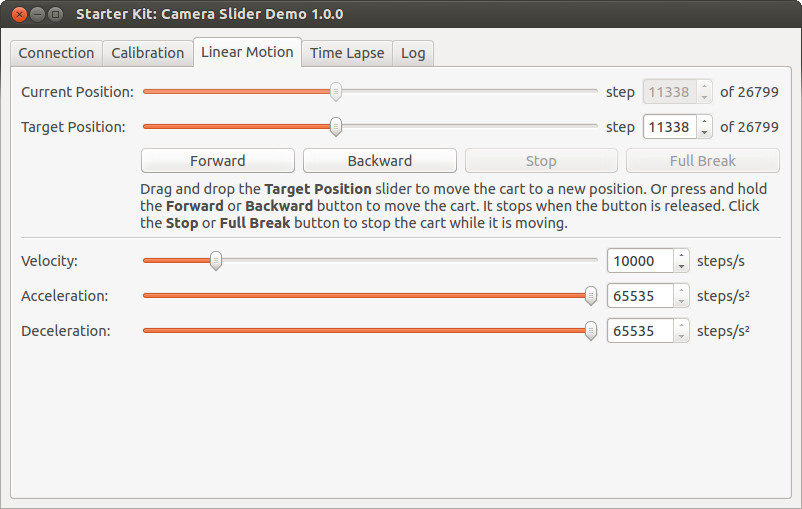 Starter Kit: Camera Slider Demo 1.0.0
Connection Calibration Linear Motion Time Lapse Log
Current Position: step 11338 of 26799
Target Position: step 11338 of 26799
Forward Backward Stop Full Break
Drag and drop the Target Position slider to move the cart to a new position. Or press and hold
the Forward or Backward button to move the cart. It stops when the button is released. Click
the Stop or Full Break button to stop the cart while it is moving.
Velocity: 10000 steps/s
Acceleration: 65535 steps/s²
Deceleration: 65535 steps/s²